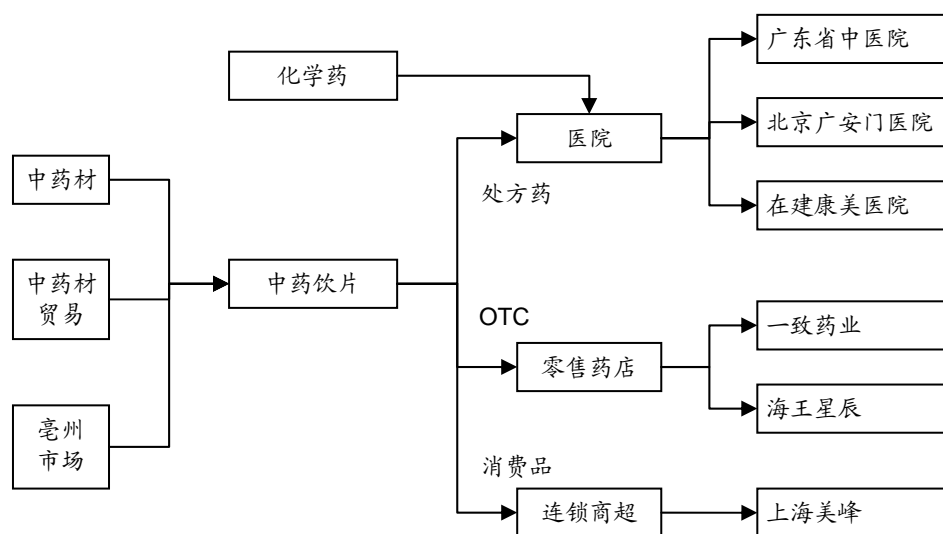 广东省中医院
化学药
医院
北京广安门医院
中药材
处方药
在建康美医院
中药材
贸易
中药饮片
OTC
一致药业
零售药店
海王星辰
亳州
市场
消费品
连锁商超
上海美峰